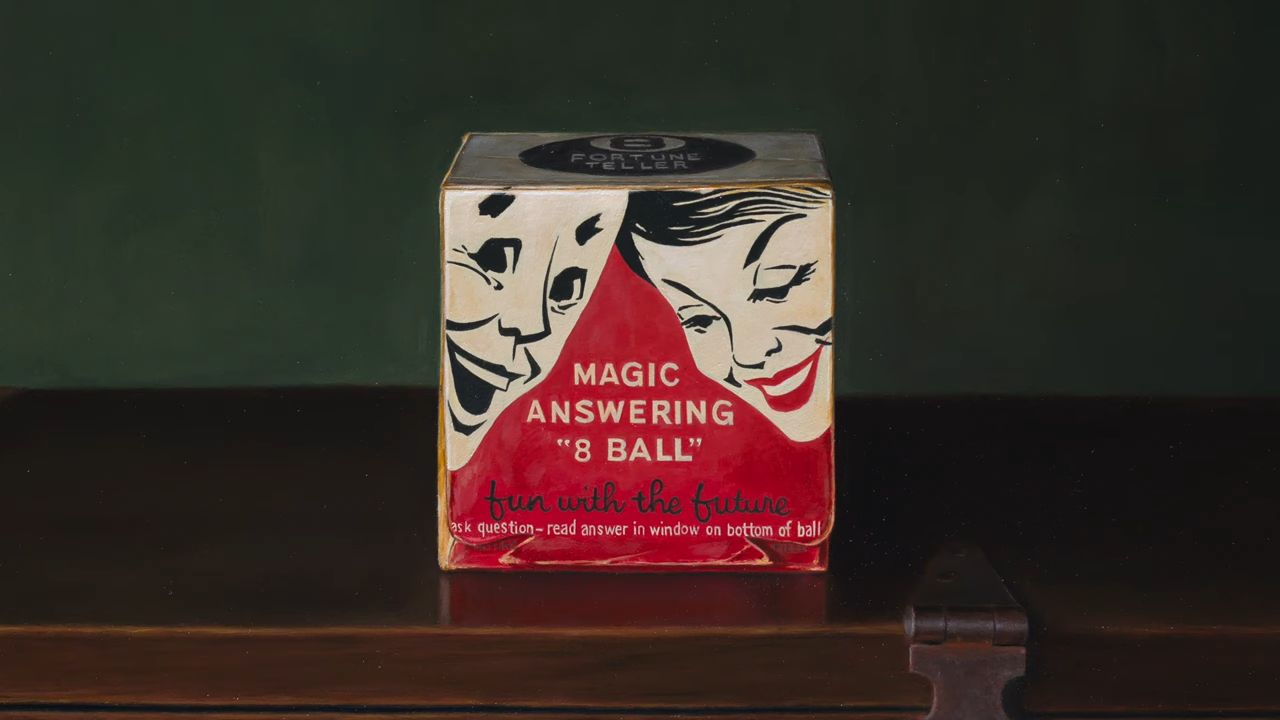 8
FORTUNE
TELLER
MAGIC
ANSWERING
“8 BALL”
fun with the future
ask question – read answer in window on bottom of ball